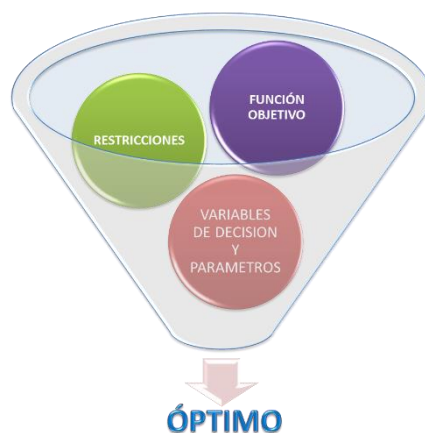 FUNCIÓN
OBJETIVO
RESTRICCIONES
VARIABLES
DE DECISION
Y
PARAMETROS
ÓPTIMO